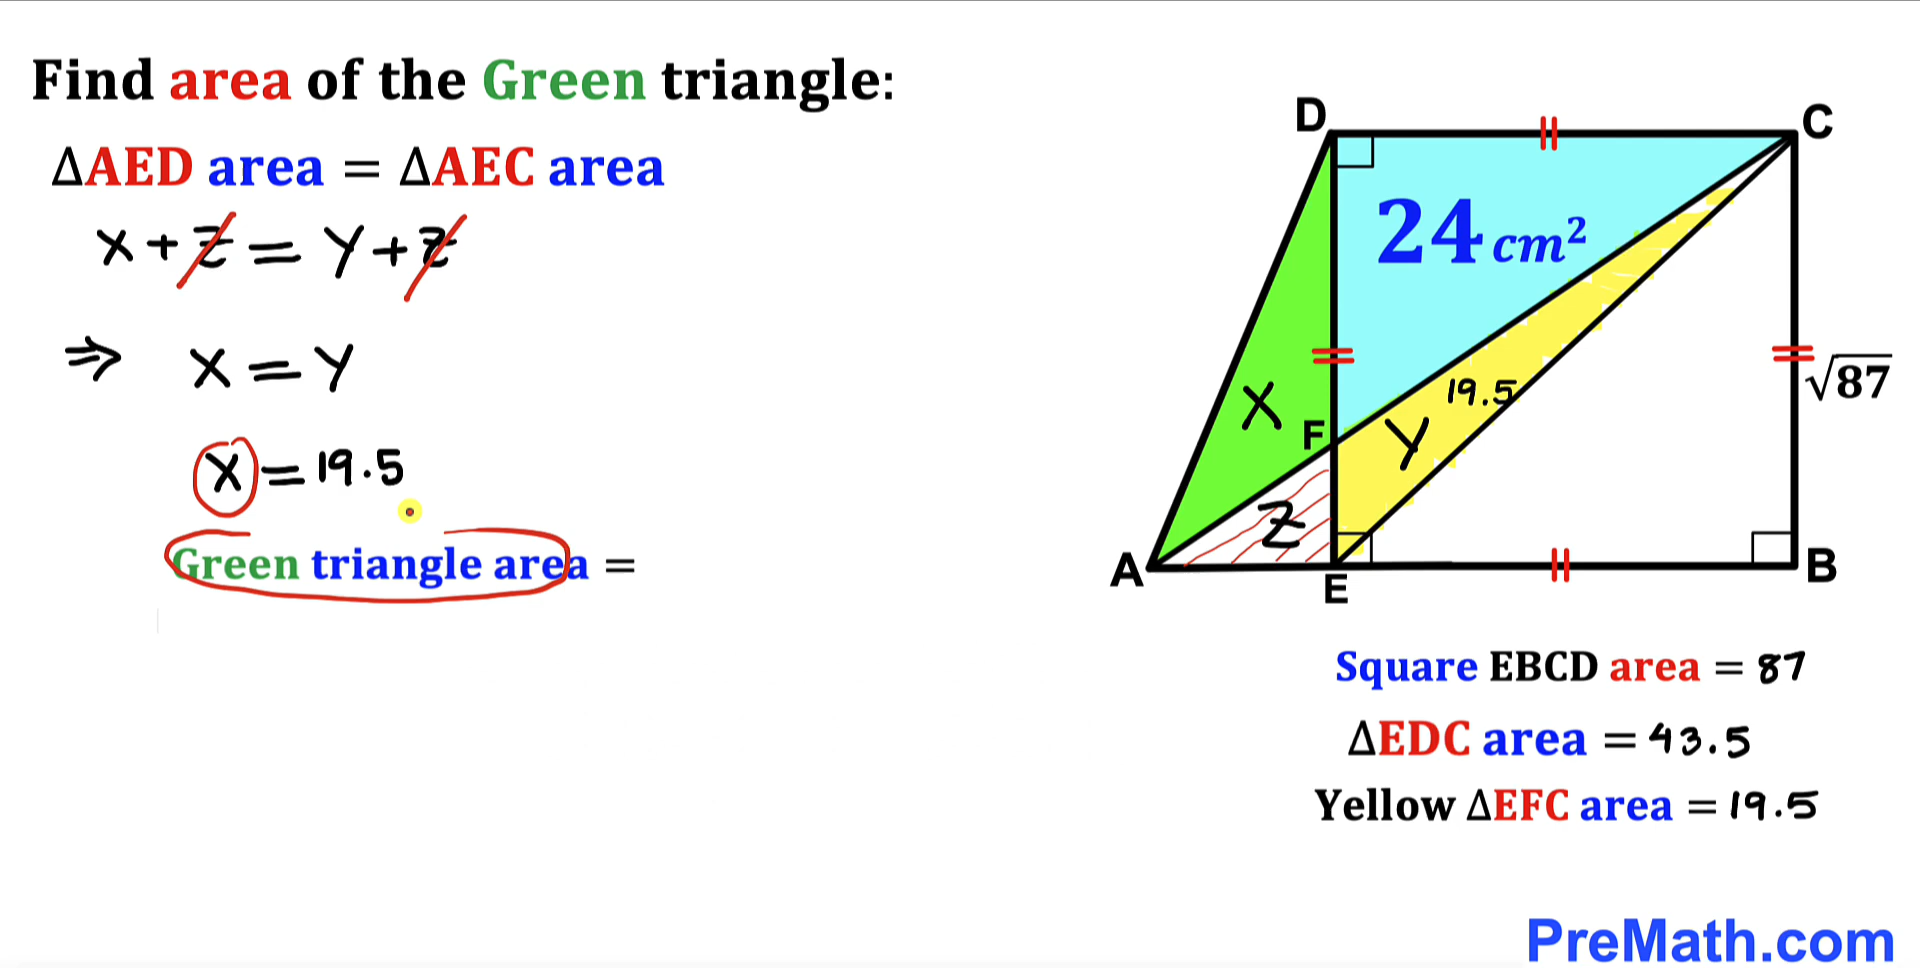 Find area of the Green triangle:
ΔAED area = ΔAEC area
x + z = y + z
⇒ x = y
x = 19.5
Green triangle area =
D
C
24 cm²
√87
19.5
x
F
y
z
A
E
B
Square EBCD area = 87
ΔEDC area = 43.5
Yellow ΔEFC area = 19.5
PreMath.com